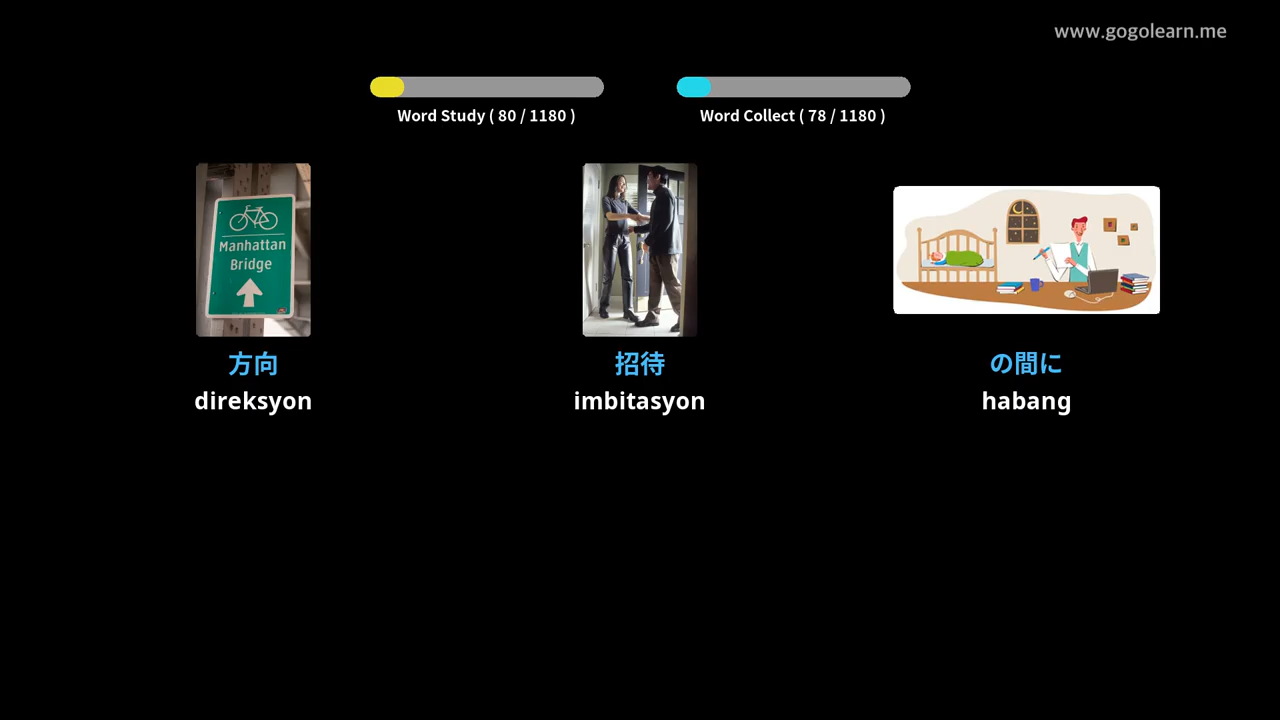 www.gogolearn.me
Word Study ( 80 / 1180 )
Word Collect ( 78 / 1180 )
Manhattan
Bridge
方向
direksyon
招待
imbitasyon
の間に
habang